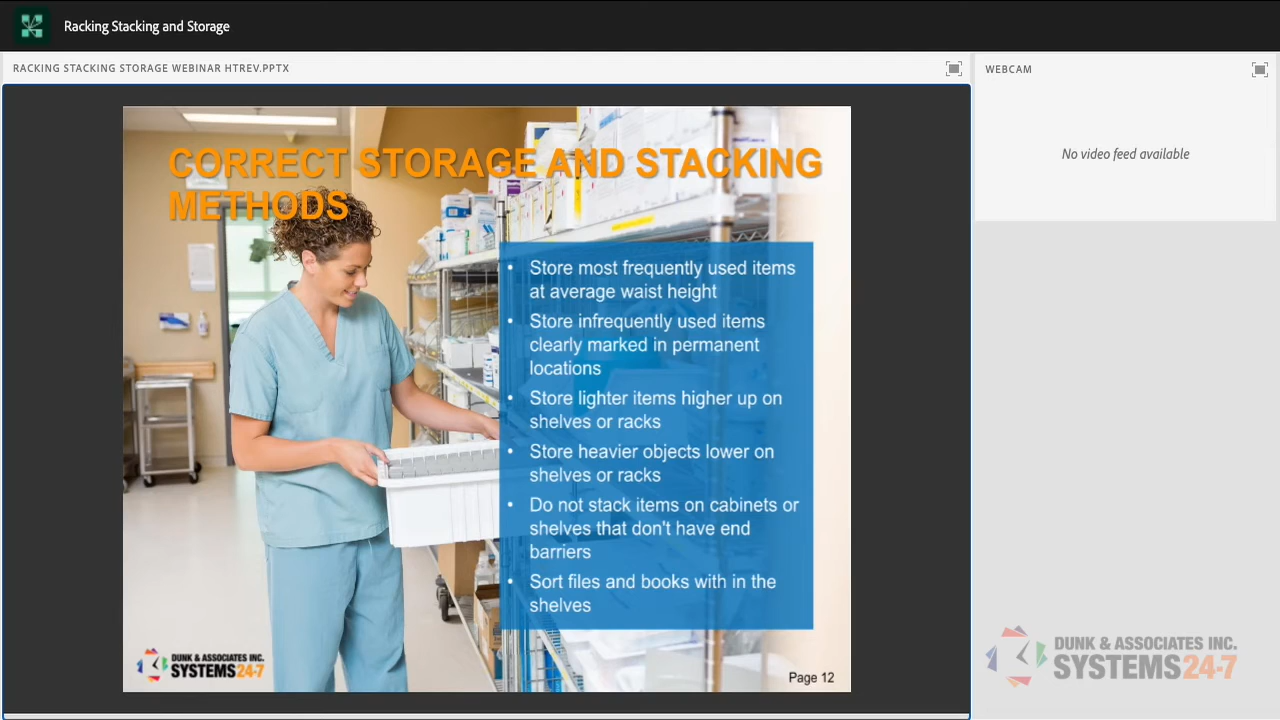 Racking Stacking and Storage
RACKING STACKING STORAGE WEBINAR HTREV.PPTX
WEBCAM
No video feed available
CORRECT STORAGE AND STACKING
METHODS
• Store most frequently used items
at average waist height
• Store infrequently used items
clearly marked in permanent
locations
• Store lighter items higher up on
shelves or racks
• Store heavier objects lower on
shelves or racks
• Do not stack items on cabinets or
shelves that don't have end
barriers
• Sort files and books with in the
shelves
DUNK & ASSOCIATES INC.
SYSTEMS 24-7
Page 12
DUNK & ASSOCIATES INC.
SYSTEMS 24-7